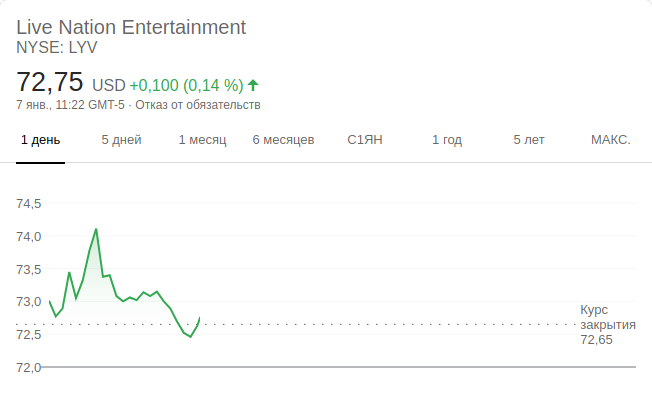 Live Nation Entertainment
NYSE: LYV
72,75 USD +0,100 (0,14 %)
7 янв., 11:22 GMT-5 · Отказ от обязательств
1 день 5 дней 1 месяц 6 месяцев С1ЯН 1 год 5 лет МАКС.
74,5
74,0
73,5
73,0
72,5
72,0
Курс
закрытия
72,65